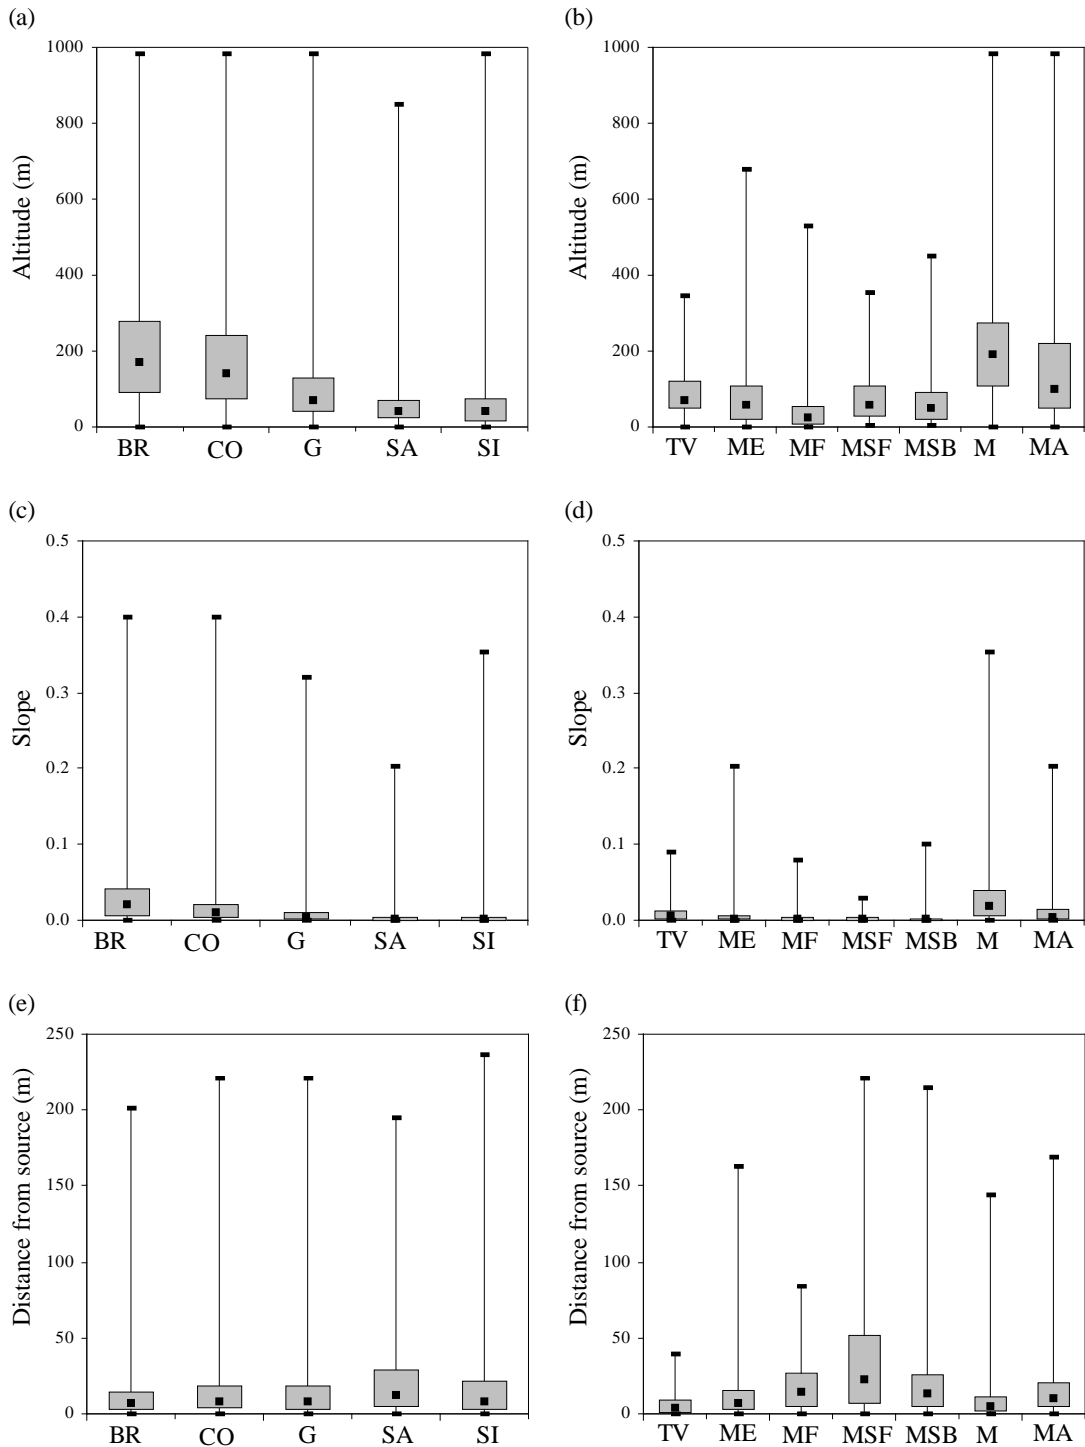 (a)
1000
800
600
400
200
0
Altitude (m)
BR CO G SA SI
(b)
1000
800
600
400
200
0
Altitude (m)
TV ME MF MSF MSB M MA
(c)
0.5
0.4
0.3
0.2
0.1
0.0
Slope
BR CO G SA SI
(d)
0.5
0.4
0.3
0.2
0.1
0.0
Slope
TV ME MF MSF MSB M MA
(e)
250
200
150
100
50
0
Distance from source (m)
BR CO G SA SI
(f)
250
200
150
100
50
0
Distance from source (m)
TV ME MF MSF MSB M MA